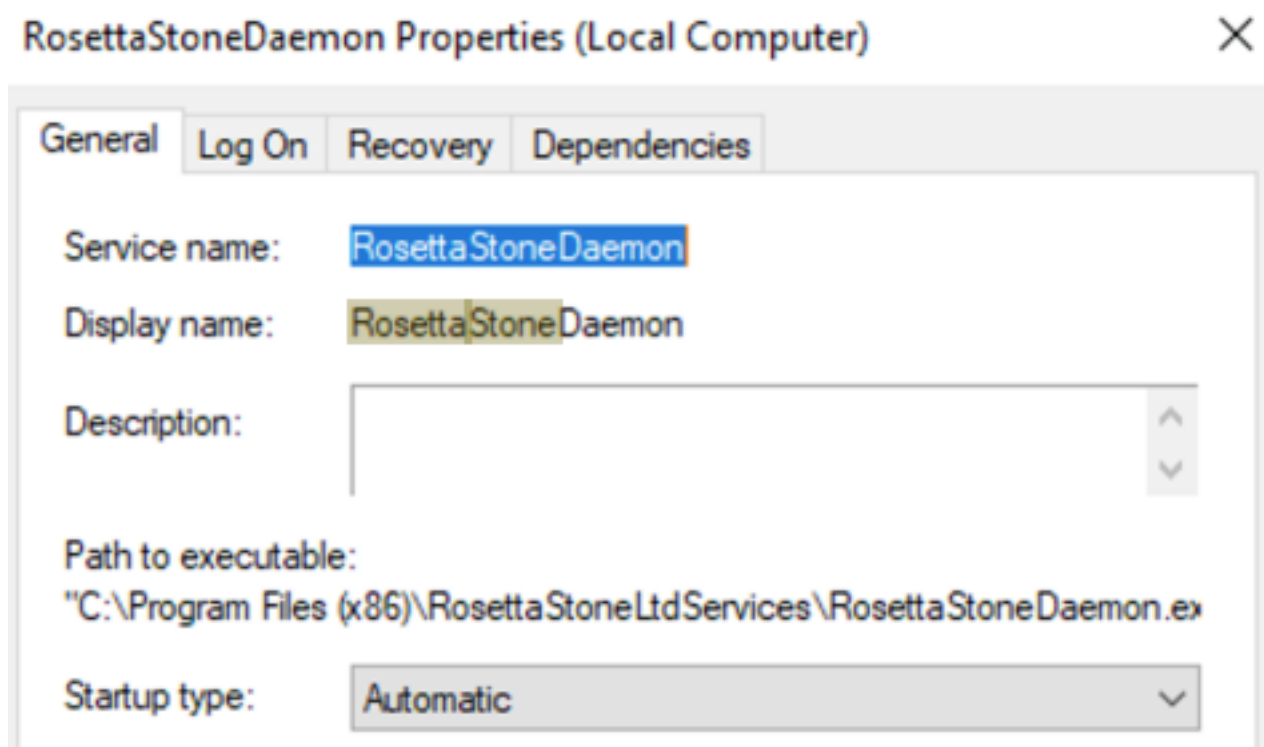 RosettaStoneDaemon Properties (Local Computer)
General Log On Recovery Dependencies
Service name: RosettaStoneDaemon
Display name: RosettaStoneDaemon
Description:
Path to executable:
"C:\Program Files (x86)\RosettaStoneLtdServices\RosettaStoneDaemon.ex
Startup type: Automatic